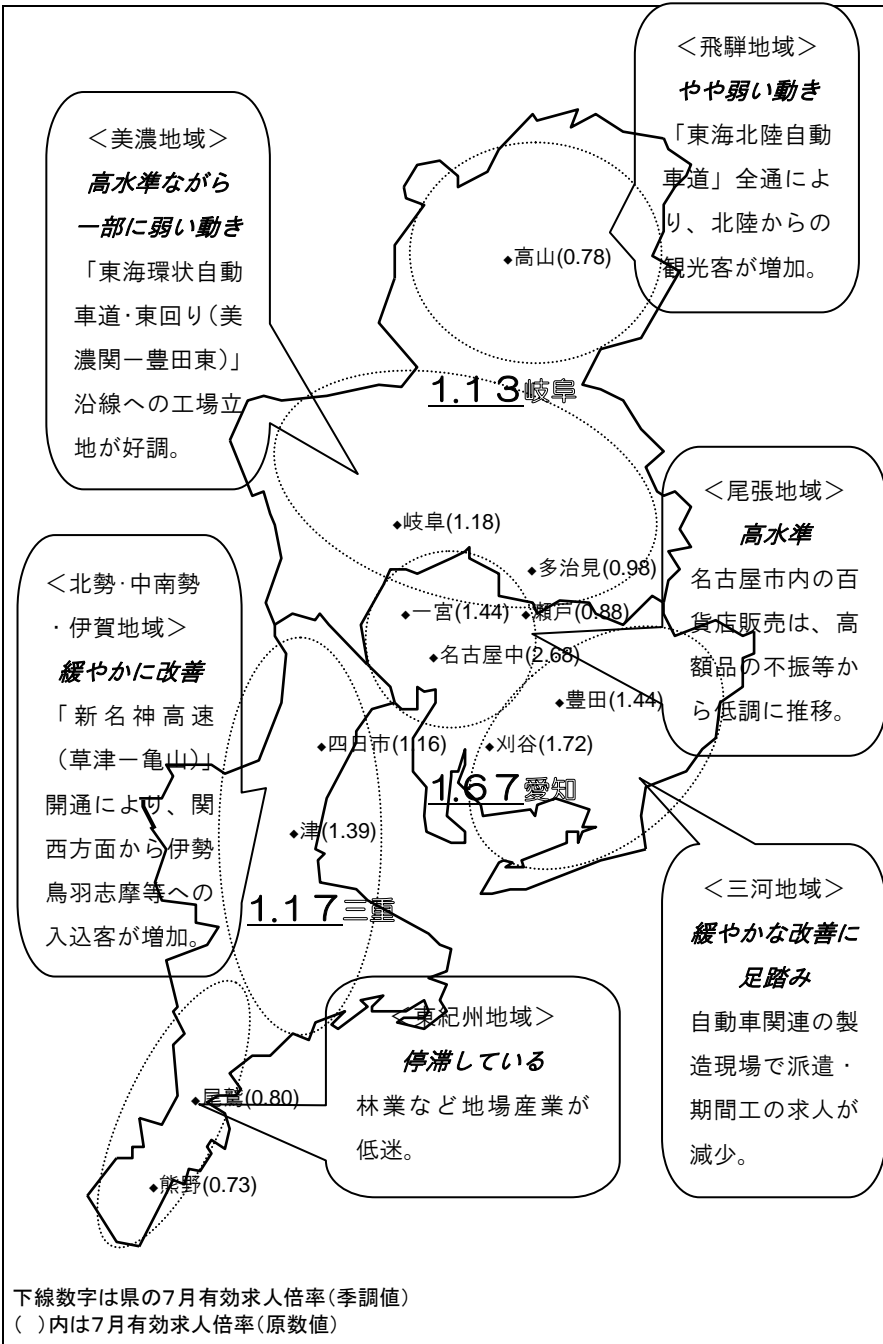 ＜飛騨地域＞
やや弱い動き
「東海北陸自動
車道」全通によ
り、北陸からの
観光客が増加。
＜美濃地域＞
高水準ながら
一部に弱い動き
「東海環状自動
車道・東回り（美
濃関－豊田東）」
沿線への工場立
地が好調。
◆高山(0.78)
1.13岐阜
◆岐阜(1.18)
◆多治見(0.98)
＜尾張地域＞
高水準
名古屋市内の百
貨店販売は、高
額品の不振等か
ら低調に推移。
＜北勢・中南勢
・伊賀地域＞
緩やかに改善
「新名神高速
（草津－亀山）」
開通により、関
西方面から伊勢
鳥羽志摩等への
入込客が増加。
◆一宮(1.44)
◆瀬戸(0.88)
◆名古屋中(2.68)
◆豊田(1.44)
◆四日市(1.16)
◆刈谷(1.72)
1.67愛知
◆津(1.39)
1.17三重
＜三河地域＞
緩やかな改善に
足踏み
自動車関連の製
造現場で派遣・
期間工の求人が
減少。
＜東紀州地域＞
停滞している
林業など地場産業が
低迷。
◆尾鷲(0.80)
◆熊野(0.73)
下線数字は県の7月有効求人倍率(季調値)
(　)内は7月有効求人倍率(原数値)